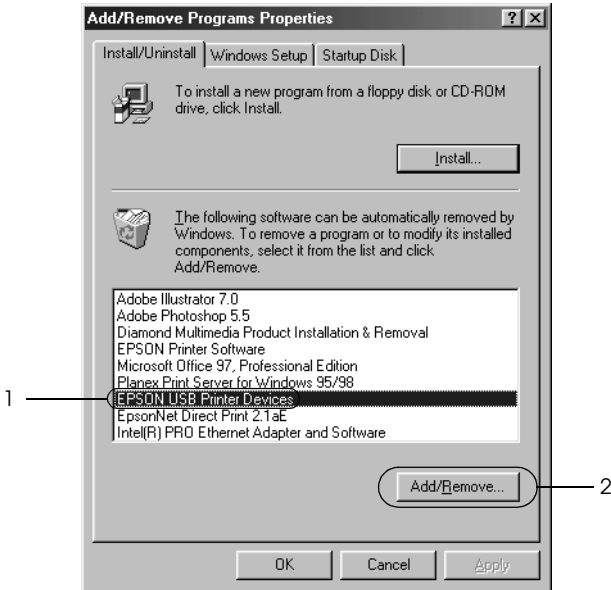 Add/Remove Programs Properties
Install/Uninstall Windows Setup Startup Disk
To install a new program from a floppy disk or CD-ROM
drive, click Install.
Install...
The following software can be automatically removed by
Windows. To remove a program or to modify its installed
components, select it from the list and click
Add/Remove.
Adobe Illustrator 7.0
Adobe Photoshop 5.5
Diamond Multimedia Product Installation & Removal
EPSON Printer Software
Microsoft Office 97, Professional Edition
Planex Print Server for Windows 95/98
1 EPSON USB Printer Devices
EpsonNet Direct Print 2.1aE
Intel(R) PRO Ethernet Adapter and Software
Add/Remove... 2
OK Cancel Apply